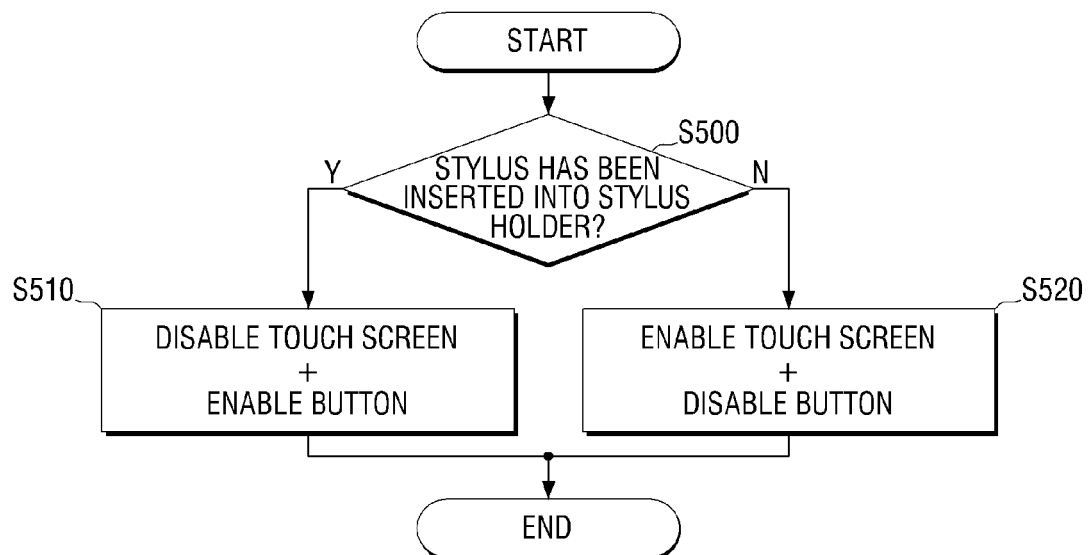 START
S500
Y
N
STYLUS HAS BEEN
INSERTED INTO STYLUS
HOLDER?
S510
S520
DISABLE TOUCH SCREEN
+
ENABLE BUTTON
ENABLE TOUCH SCREEN
+
DISABLE BUTTON
END